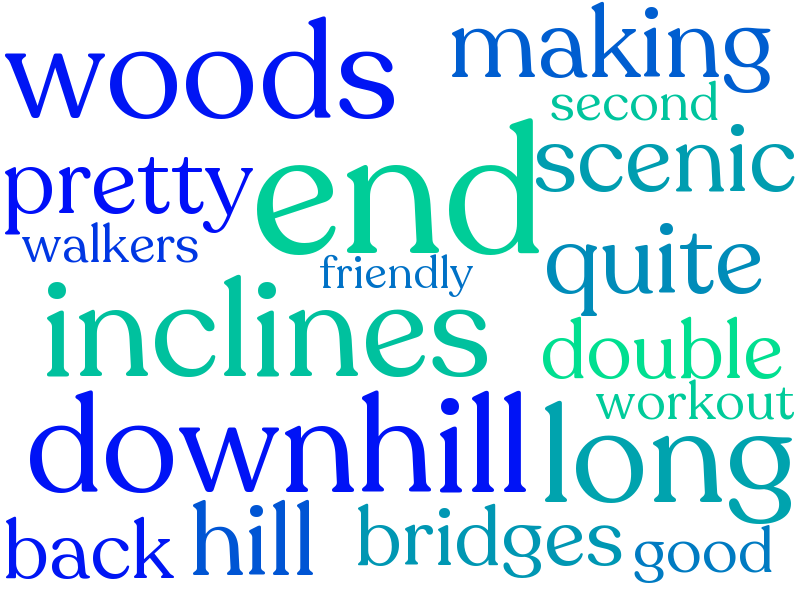 woods making
second
pretty end scenic
walkers
friendly quite
inclines
double
workout
downhill long
back hill bridges good